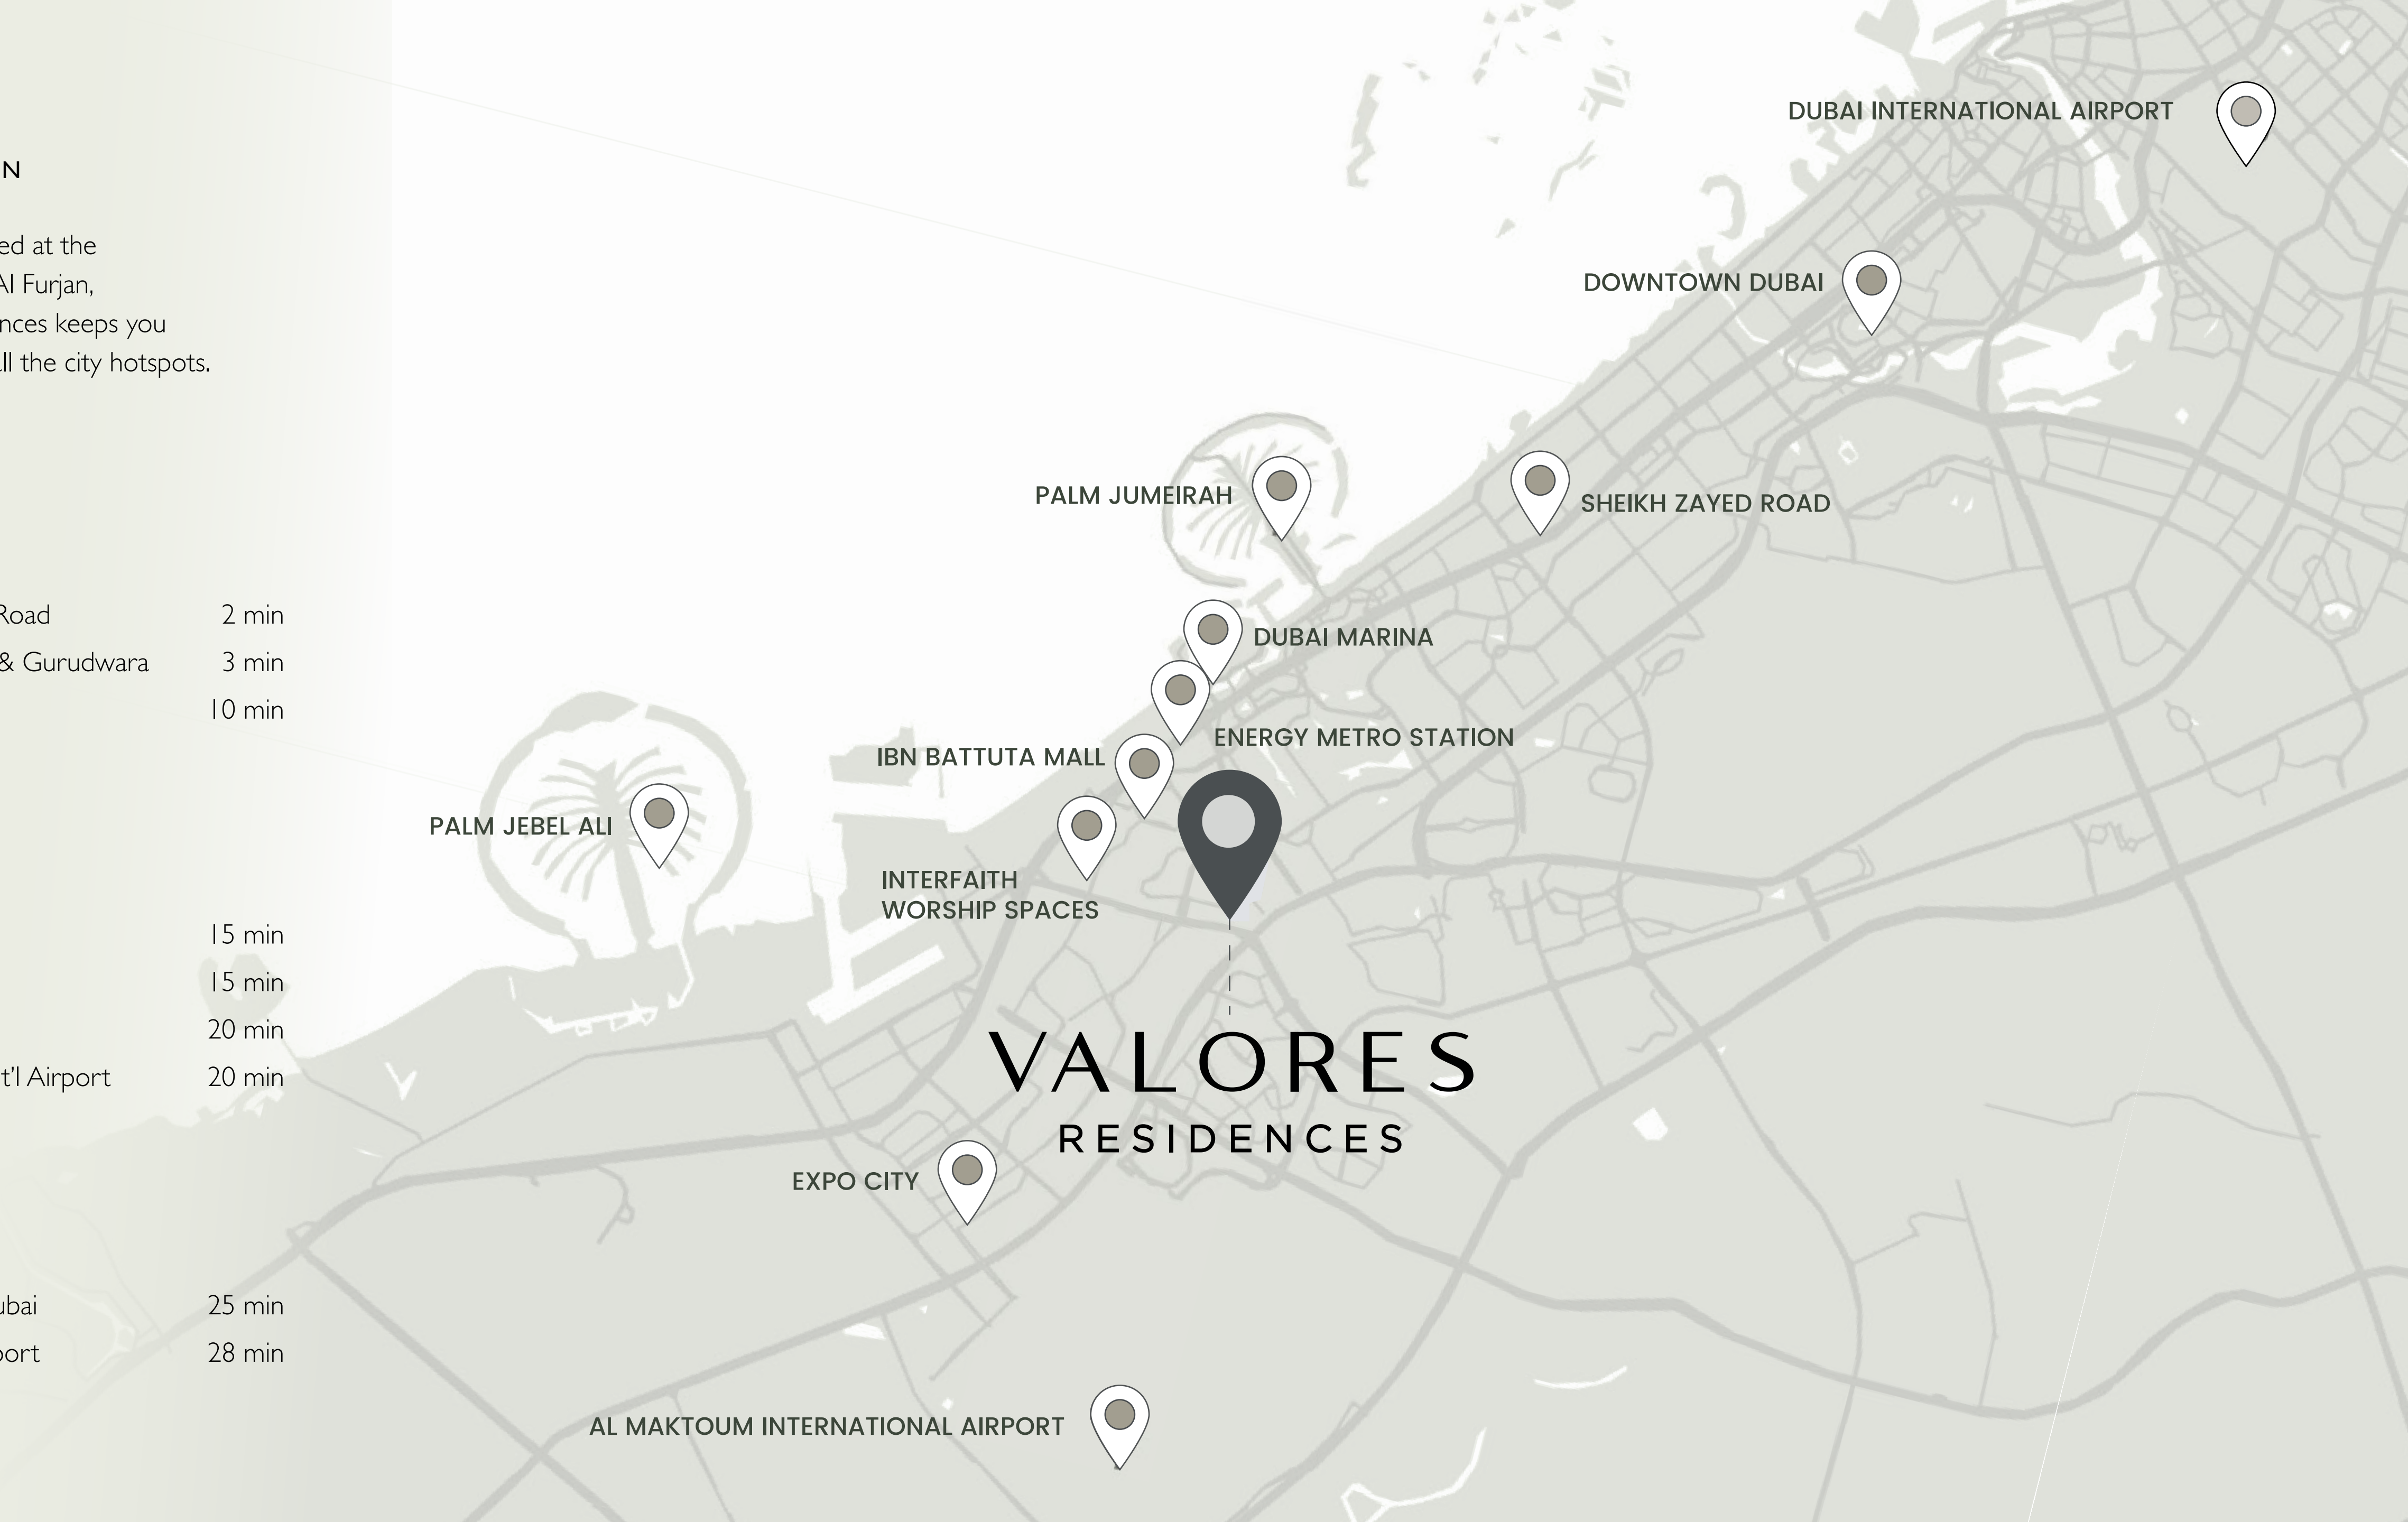 N
ed at the
Al Furjan,
nces keeps you
ll the city hotspots.
Road 2 min
& Gurudwara 3 min
10 min
15 min
15 min
20 min
t'l Airport 20 min
ubai 25 min
port 28 min
DUBAI INTERNATIONAL AIRPORT
DOWNTOWN DUBAI
PALM JUMEIRAH
SHEIKH ZAYED ROAD
DUBAI MARINA
ENERGY METRO STATION
IBN BATTUTA MALL
PALM JEBEL ALI
INTERFAITH
WORSHIP SPACES
VALORES
RESIDENCES
EXPO CITY
AL MAKTOUM INTERNATIONAL AIRPORT